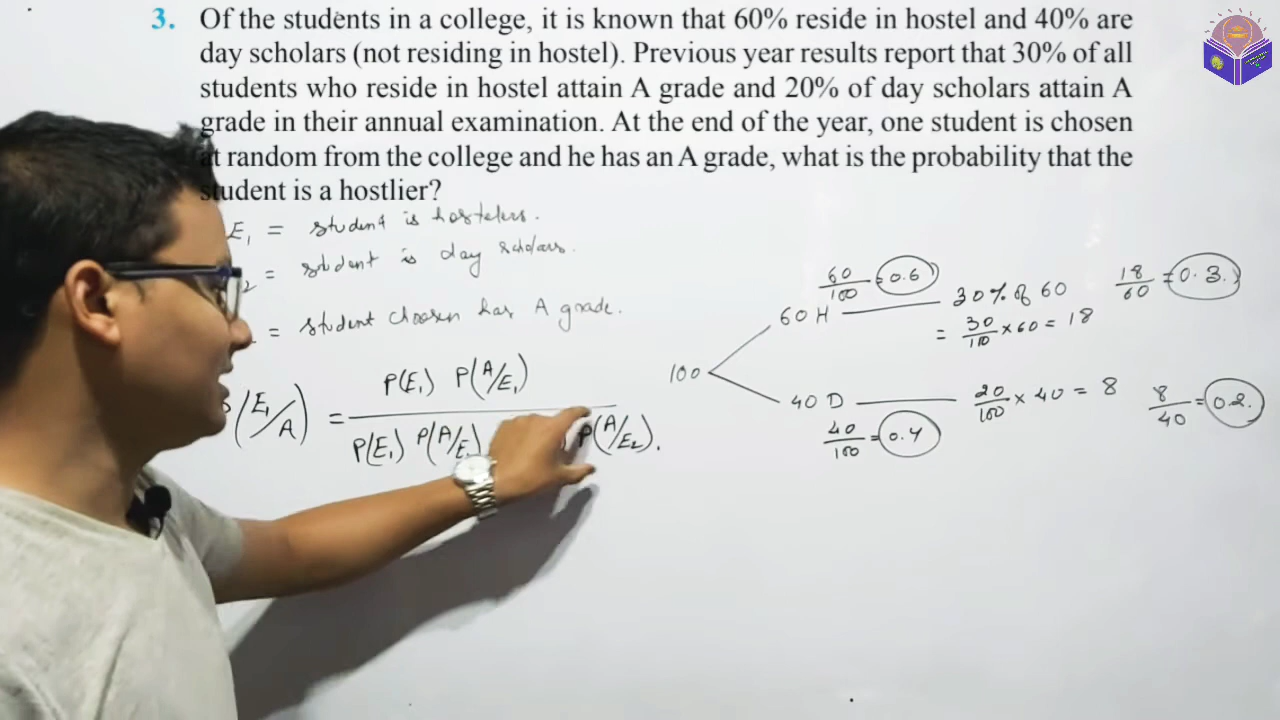 3. Of the students in a college, it is known that 60% reside in hostel and 40% are
day scholars (not residing in hostel). Previous year results report that 30% of all
students who reside in hostel attain A grade and 20% of day scholars attain A
grade in their annual examination. At the end of the year, one student is chosen
at random from the college and he has an A grade, what is the probability that the
student is a hostlier?
E₁ = student is hostelers.
₂ = student is day scholars.
= student choosen has A grade.
(E₁/A) = P(E₁) P(A/E₁)
P(E₁) P(A/E₁ P(A/E₂).
100
60/100 = 0.6
60 H
30% of 60
= 30/100 × 60 = 18
18/60 = 0.3.
40 D
40/100 = 0.4
20/100 × 40 = 8
8/40 = 0.2.